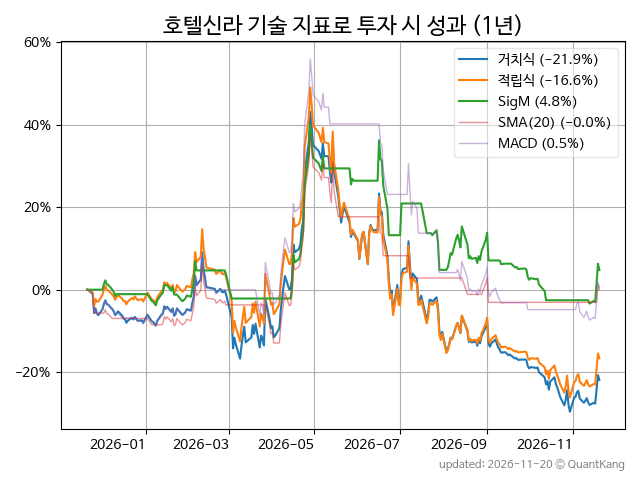 호텔신라 기술 지표로 투자 시 성과 (1년)
60%
40%
20%
0%
−20%
거치식 (−21.9%)
적립식 (−16.6%)
SigM (4.8%)
SMA(20) (−0.0%)
MACD (0.5%)
2026-01 2026-03 2026-05 2026-07 2026-09 2026-11
updated: 2026-11-20 © QuantKang